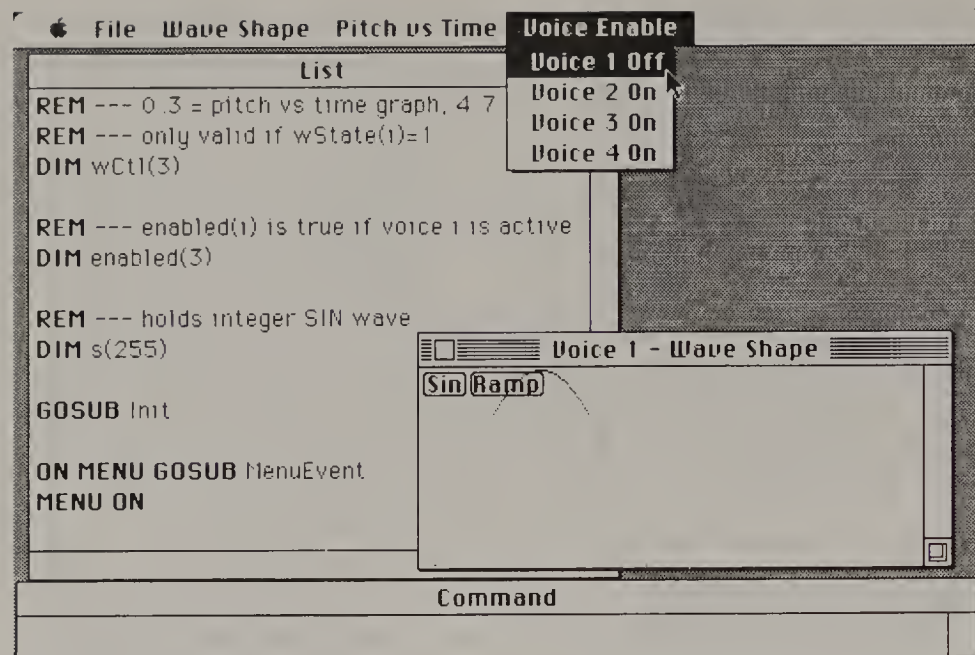 File Wave Shape Pitch vs Time Voice Enable
Voice 1 Off
Voice 2 On
Voice 3 On
Voice 4 On
List
REM --- 0.3 = pitch vs time graph, 4 7
REM --- only valid if wState(i)=1
DIM wCtl(3)
REM --- enabled(i) is true if voice i is active
DIM enabled(3)
REM --- holds integer SIN wave
DIM s(255)
GOSUB Init
ON MENU GOSUB MenuEvent
MENU ON
Voice 1 - Wave Shape
Sin Ramp
Command